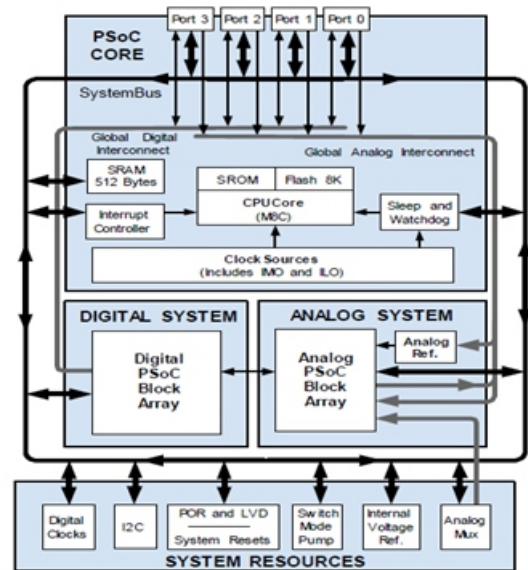 Port 3 Port 2 Port 1 Port 0
PSoC
CORE
SystemBus
Global Digital
Interconnect
Global Analog Interconnect
SRAM
512 Bytes
SROM Flash 8K
CPUCore
(M8C)
Interrupt
Controller
Sleep and
Watchdog
ClockSources
(Includes IMO and ILO)
DIGITAL SYSTEM
ANALOG SYSTEM
Digital
PSoC
Block
Array
Analog
PSoC
Block
Array
Analog
Ref.
Digital
Clocks
I2C
POR and LVD
System Resets
Switch
Mode
Pump
Internal
Voltage
Ref.
Analog
Mux
SYSTEM RESOURCES